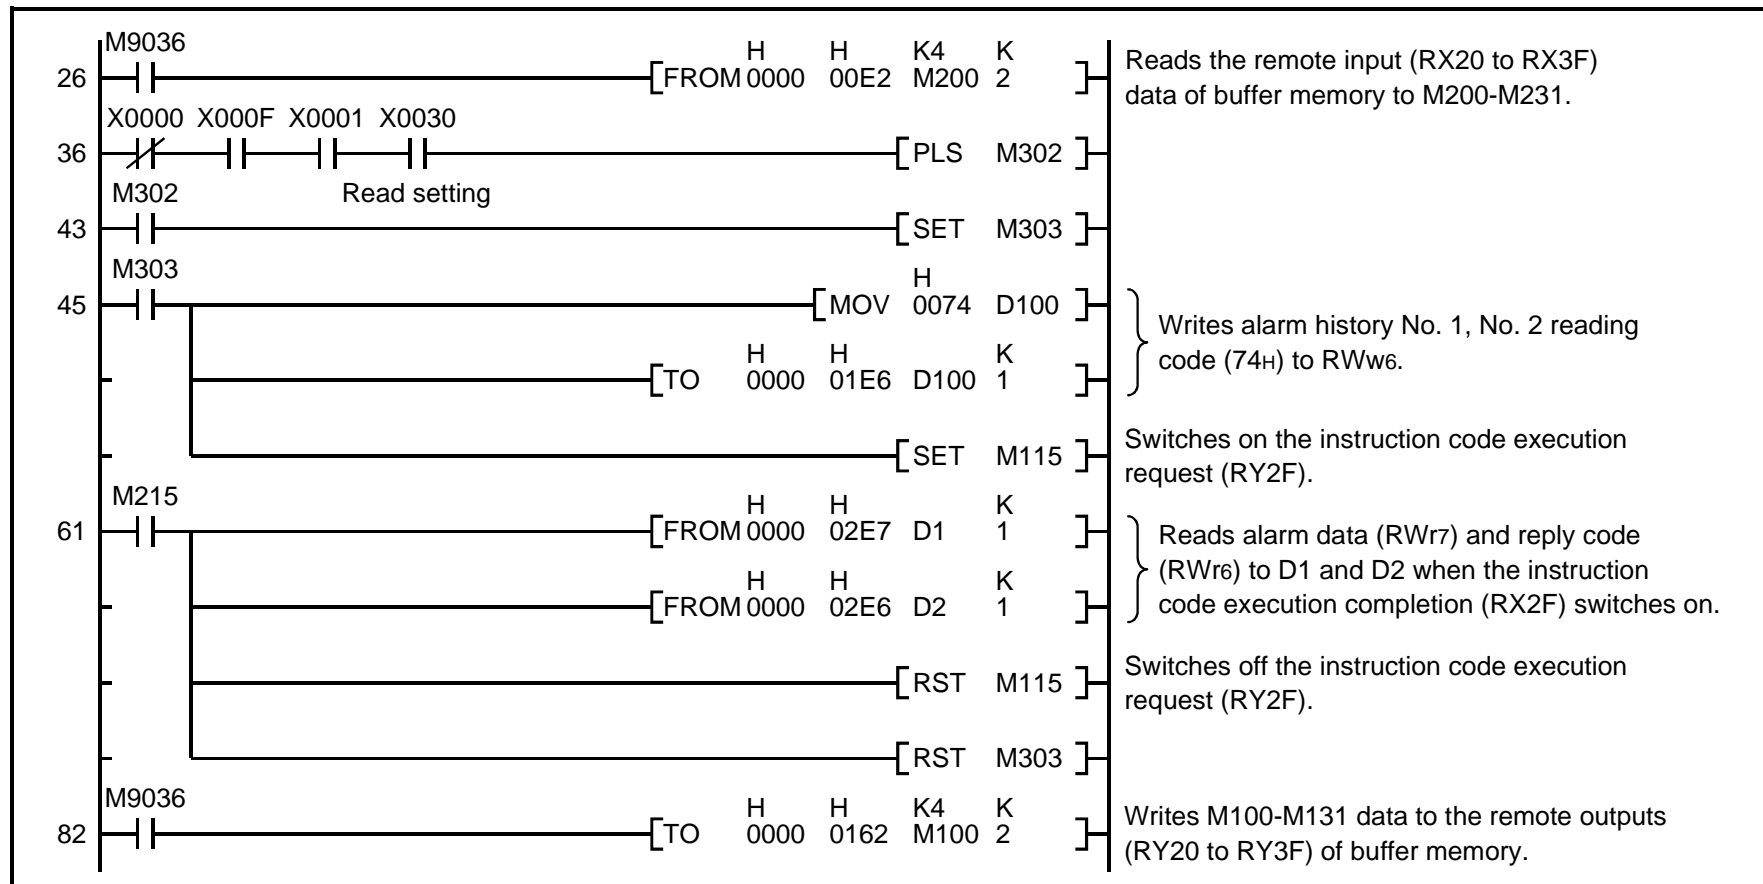 M9036
H H K4 K
26 FROM 0000 00E2 M200 2
Reads the remote input (RX20 to RX3F)
data of buffer memory to M200-M231.
X0000 X000F X0001 X0030
36 PLS M302
M302 Read setting
43 SET M303
M303
H
45 MOV 0074 D100
Writes alarm history No. 1, No. 2 reading
code (74H) to RWw6.
H H K
TO 0000 01E6 D100 1
Switches on the instruction code execution
request (RY2F).
SET M115
M215
H H K
61 FROM 0000 02E7 D1 1
Reads alarm data (RWr7) and reply code
(RWr6) to D1 and D2 when the instruction
code execution completion (RX2F) switches on.
H H K
FROM 0000 02E6 D2 1
Switches off the instruction code execution
request (RY2F).
RST M115
RST M303
M9036
H H K4 K
82 TO 0000 0162 M100 2
Writes M100-M131 data to the remote outputs
(RY20 to RY3F) of buffer memory.